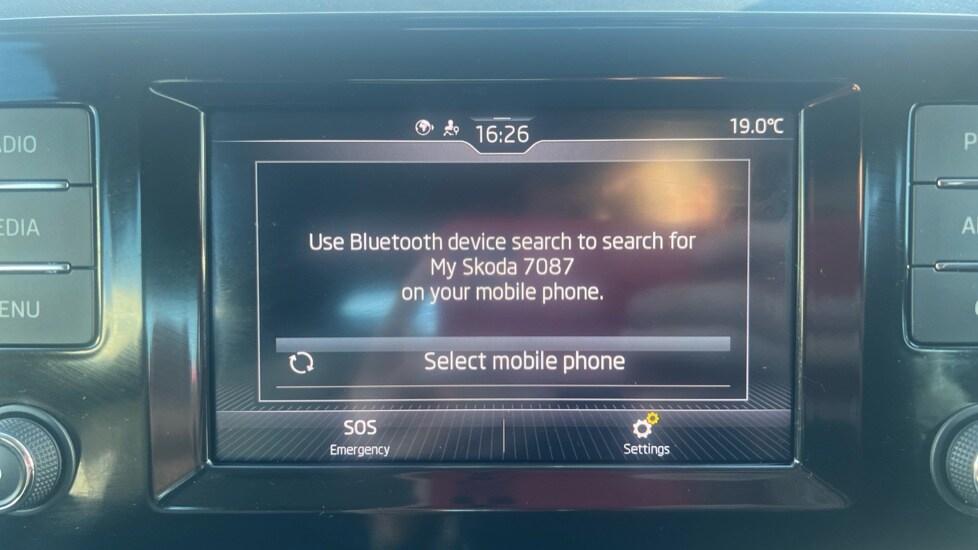 16:26
19.0°C
ADIO
EDIA
ENU
Use Bluetooth device search to search for
My Skoda 7087
on your mobile phone.
Select mobile phone
SOS
Emergency
Settings
P